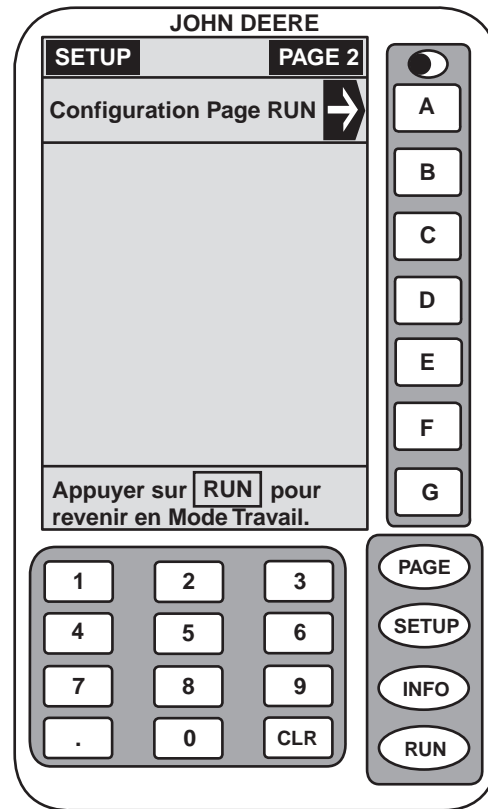 JOHN DEERE
SETUP PAGE 2
Configuration Page RUN
Appuyer sur RUN pour
revenir en Mode Travail.
A
B
C
D
E
F
G
1 2 3
4 5 6
7 8 9
. 0 CLR
PAGE
SETUP
INFO
RUN